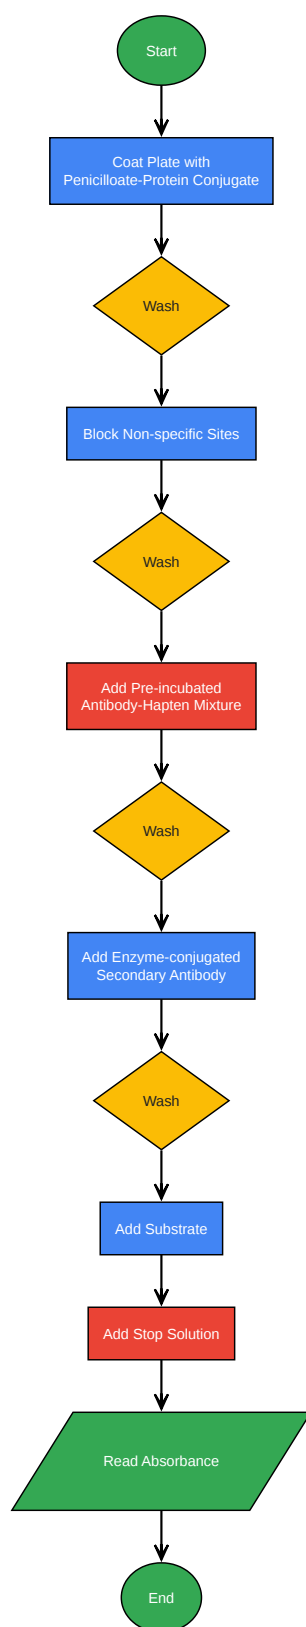 Start
Coat Plate with
Penicilloate-Protein Conjugate
Wash
Block Non-specific Sites
Wash
Add Pre-incubated
Antibody-Hapten Mixture
Wash
Add Enzyme-conjugated
Secondary Antibody
Wash
Add Substrate
Add Stop Solution
Read Absorbance
End